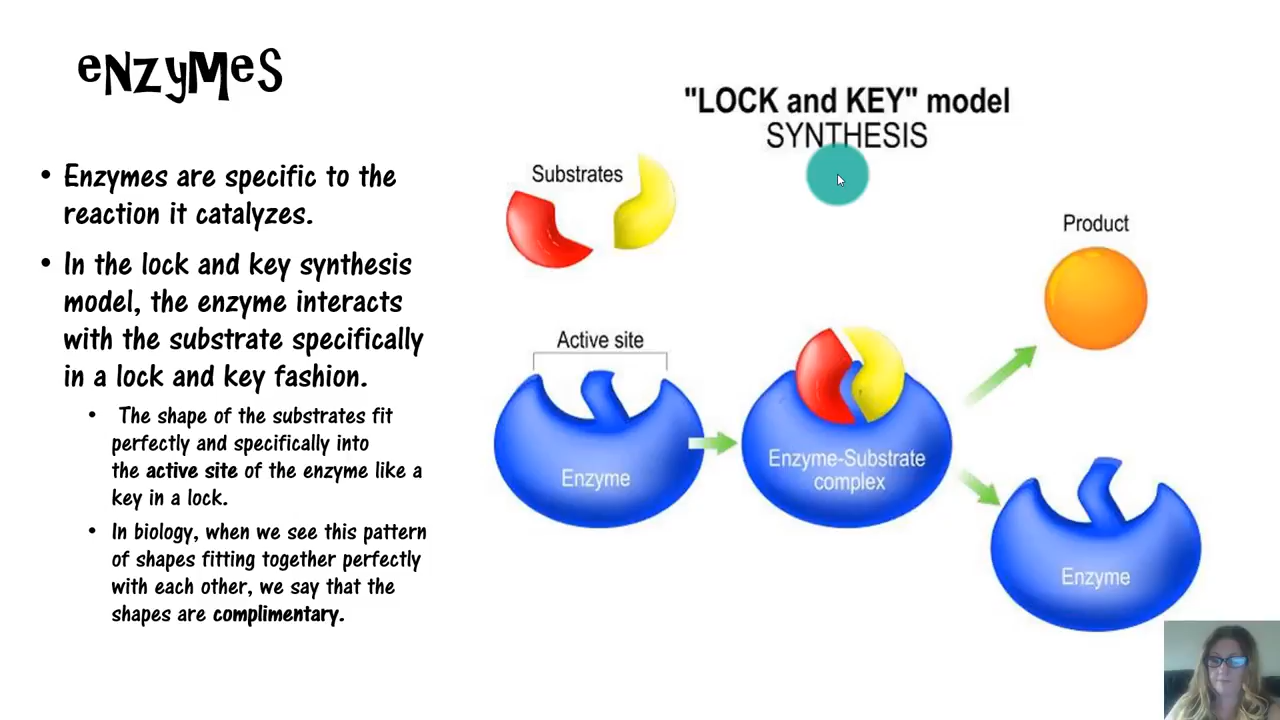 eNzyMeS
• Enzymes are specific to the
reaction it catalyzes.
• In the lock and key synthesis
model, the enzyme interacts
with the substrate specifically
in a lock and key fashion.
• The shape of the substrates fit
perfectly and specifically into
the active site of the enzyme like a
key in a lock.
• In biology, when we see this pattern
of shapes fitting together perfectly
with each other, we say that the
shapes are complimentary.
"LOCK and KEY" model
SYNTHESIS
Substrates
Product
Active site
Enzyme
Enzyme-Substrate
complex
Enzyme